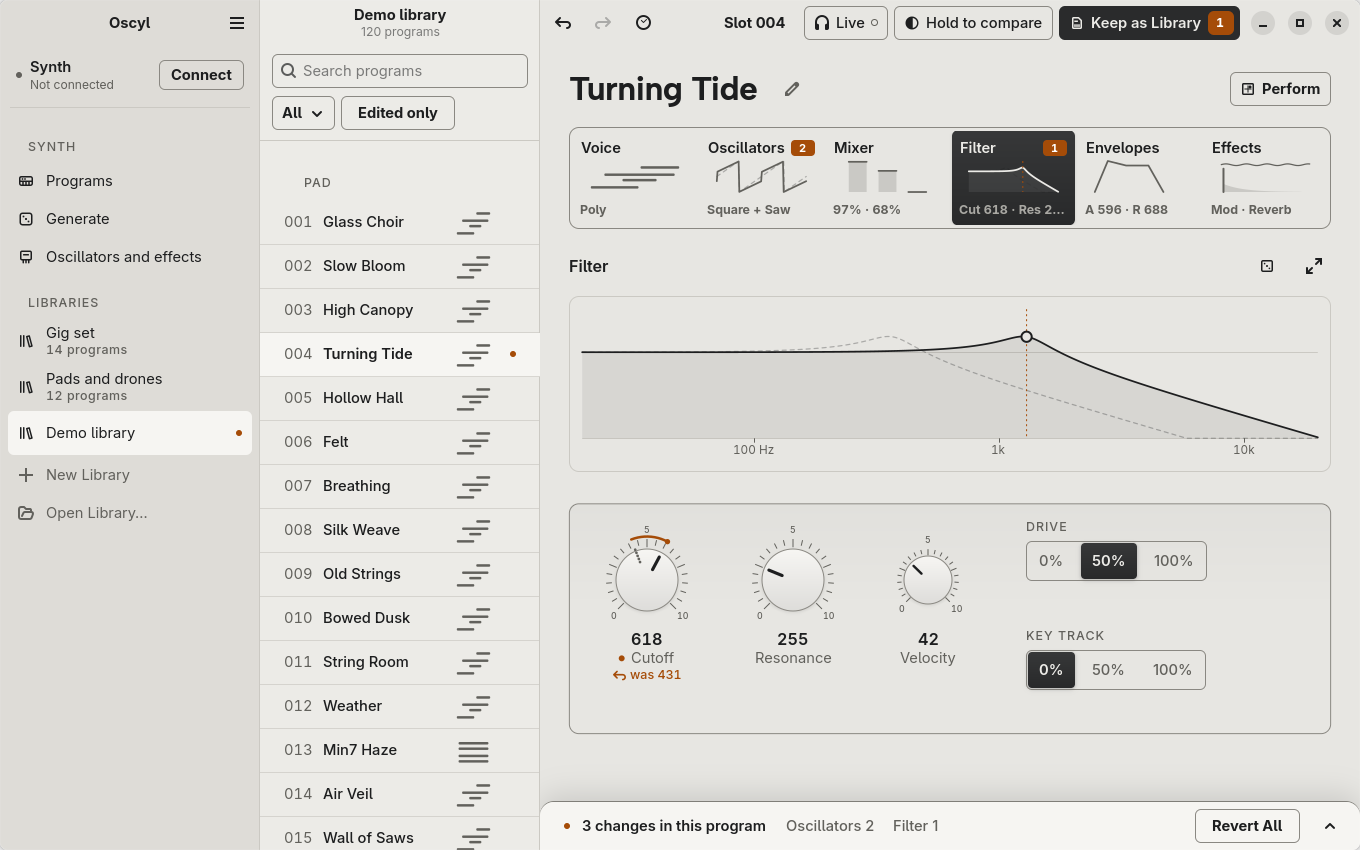 Oscyl
Synth
Not connected
Connect
SYNTH
Programs
Generate
Oscillators and effects
LIBRARIES
Gig set
14 programs
Pads and drones
12 programs
Demo library
New Library
Open Library…
Demo library
120 programs
Search programs
All
Edited only
PAD
001 Glass Choir
002 Slow Bloom
003 High Canopy
004 Turning Tide
005 Hollow Hall
006 Felt
007 Breathing
008 Silk Weave
009 Old Strings
010 Bowed Dusk
011 String Room
012 Weather
013 Min7 Haze
014 Air Veil
015 Wall of Saws
Slot 004
Live
Hold to compare
Keep as Library 1
Turning Tide
Perform
Voice
Poly
Oscillators 2
Square + Saw
Mixer
97% · 68%
Filter 1
Cut 618 · Res 2…
Envelopes
A 596 · R 688
Effects
Mod · Reverb
Filter
100 Hz 1k 10k
5
0 10
618
Cutoff
was 431
5
0 10
255
Resonance
5
0 10
42
Velocity
DRIVE
0% 50% 100%
KEY TRACK
0% 50% 100%
3 changes in this program Oscillators 2 Filter 1
Revert All